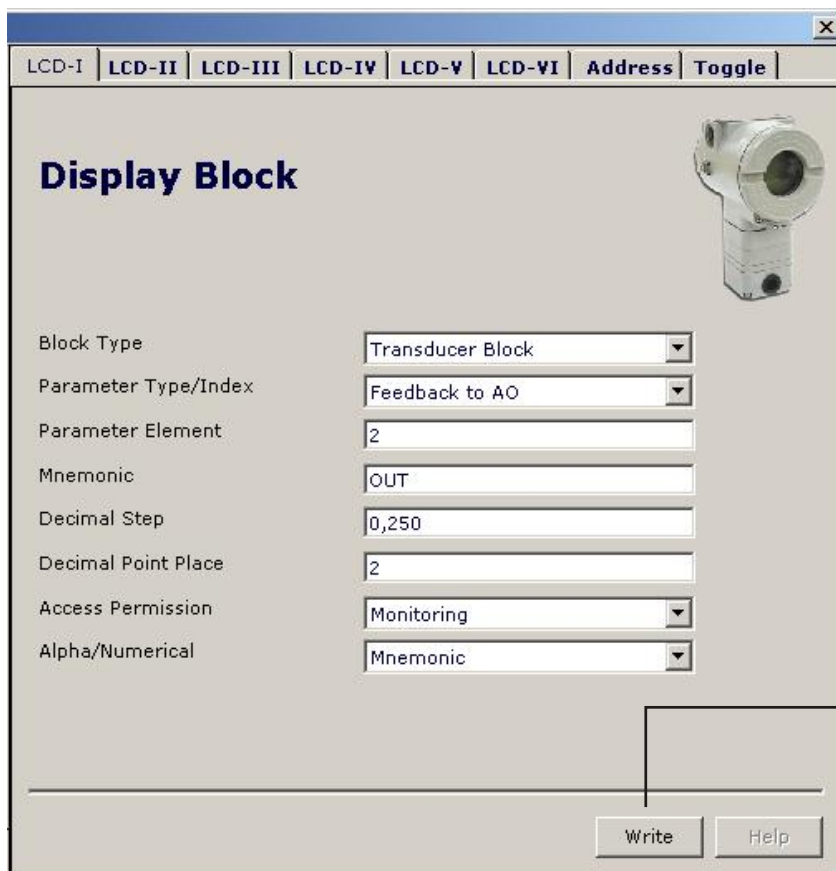 LCD-I LCD-II LCD-III LCD-IV LCD-V LCD-VI Address Toggle
Display Block
Block Type Transducer Block
Parameter Type/Index Feedback to AO
Parameter Element 2
Mnemonic OUT
Decimal Step 0,250
Decimal Point Place 2
Access Permission Monitoring
Alpha/Numerical Mnemonic
Write Help